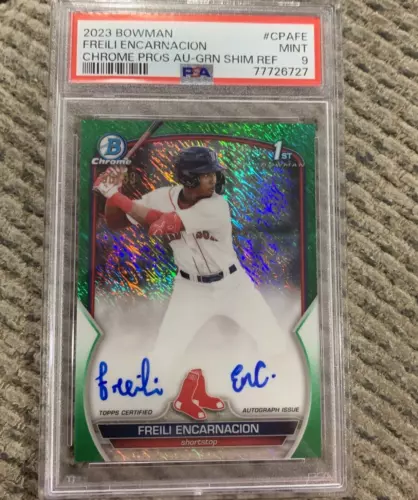 2023 BOWMAN #CPAFE
FREILI ENCARNACION MINT
CHROME PROS AU-GRN SHIM REF 9
PSA 77726727
B
Chrome
1ST
BOWMAN
Freili EnC.
TOPPS CERTIFIED AUTOGRAPH ISSUE
FREILI ENCARNACION
shortstop